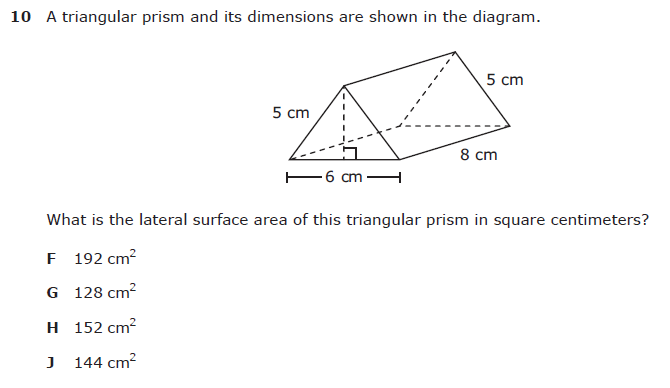 10 A triangular prism and its dimensions are shown in the diagram.
5 cm
5 cm
8 cm
6 cm
What is the lateral surface area of this triangular prism in square centimeters?
F 192 cm²
G 128 cm²
H 152 cm²
J 144 cm²